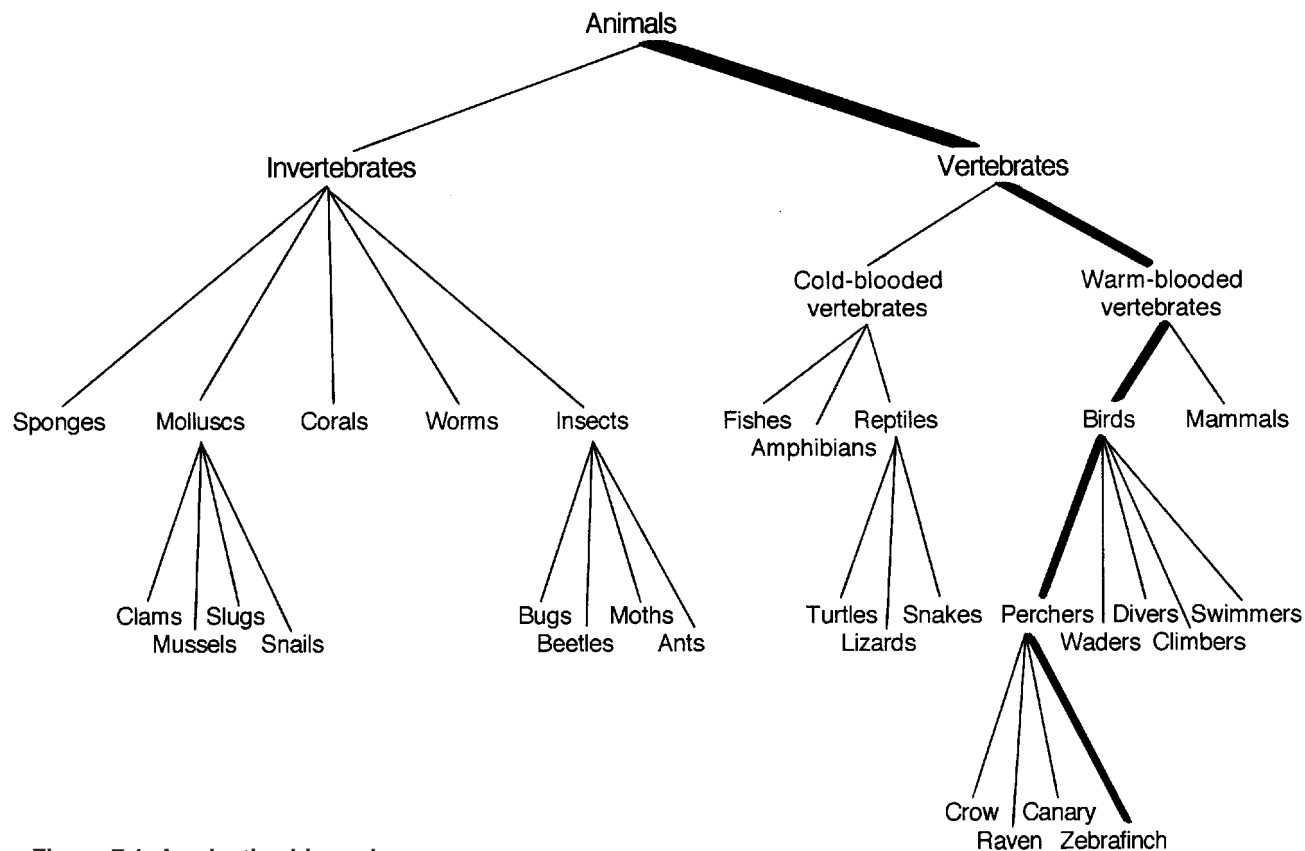 Animals
Invertebrates Vertebrates
Cold-blooded vertebrates
Warm-blooded vertebrates
Sponges Molluscs Corals Worms Insects Fishes Reptiles Birds Mammals
Amphibians
Clams Slugs Bugs Moths Turtles Snakes Perchers Divers Swimmers
Mussels Snails Beetles Ants Lizards Waders Climbers
Crow Canary
Raven Zebrafinch